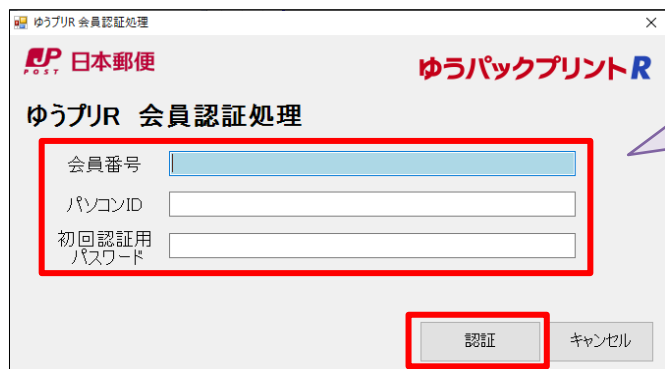 ゆうプリR 会員認証処理
JP POST 日本郵便
ゆうパックプリントR
ゆうプリR 会員認証処理
会員番号
パソコンID
初回認証用
パスワード
認証 キャンセル